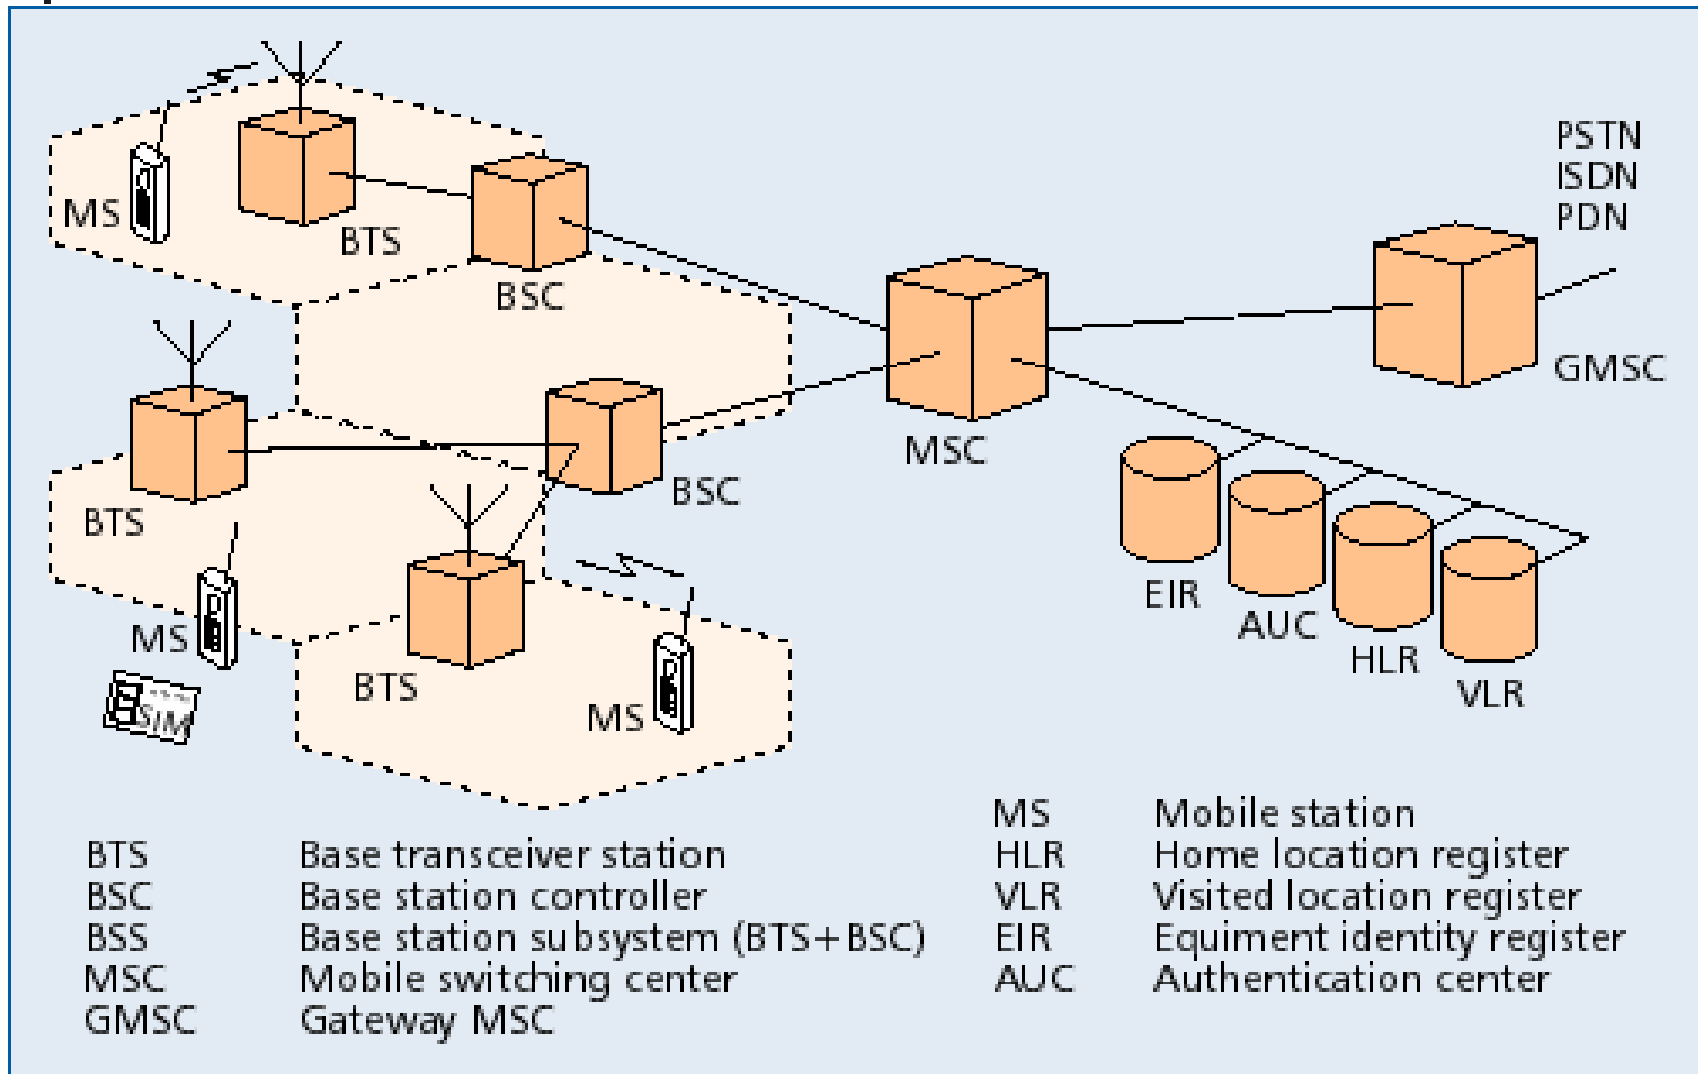 PSTN
ISDN
PDN
MS
BTS
BSC
GMSC
MSC
BSC
BTS
EIR
AUC
MS
HLR
BTS
VLR
MS
SIM
BTS Base transceiver station
BSC Base station controller
BSS Base station subsystem (BTS+BSC)
MSC Mobile switching center
GMSC Gateway MSC
MS Mobile station
HLR Home location register
VLR Visited location register
EIR Equiment identity register
AUC Authentication center